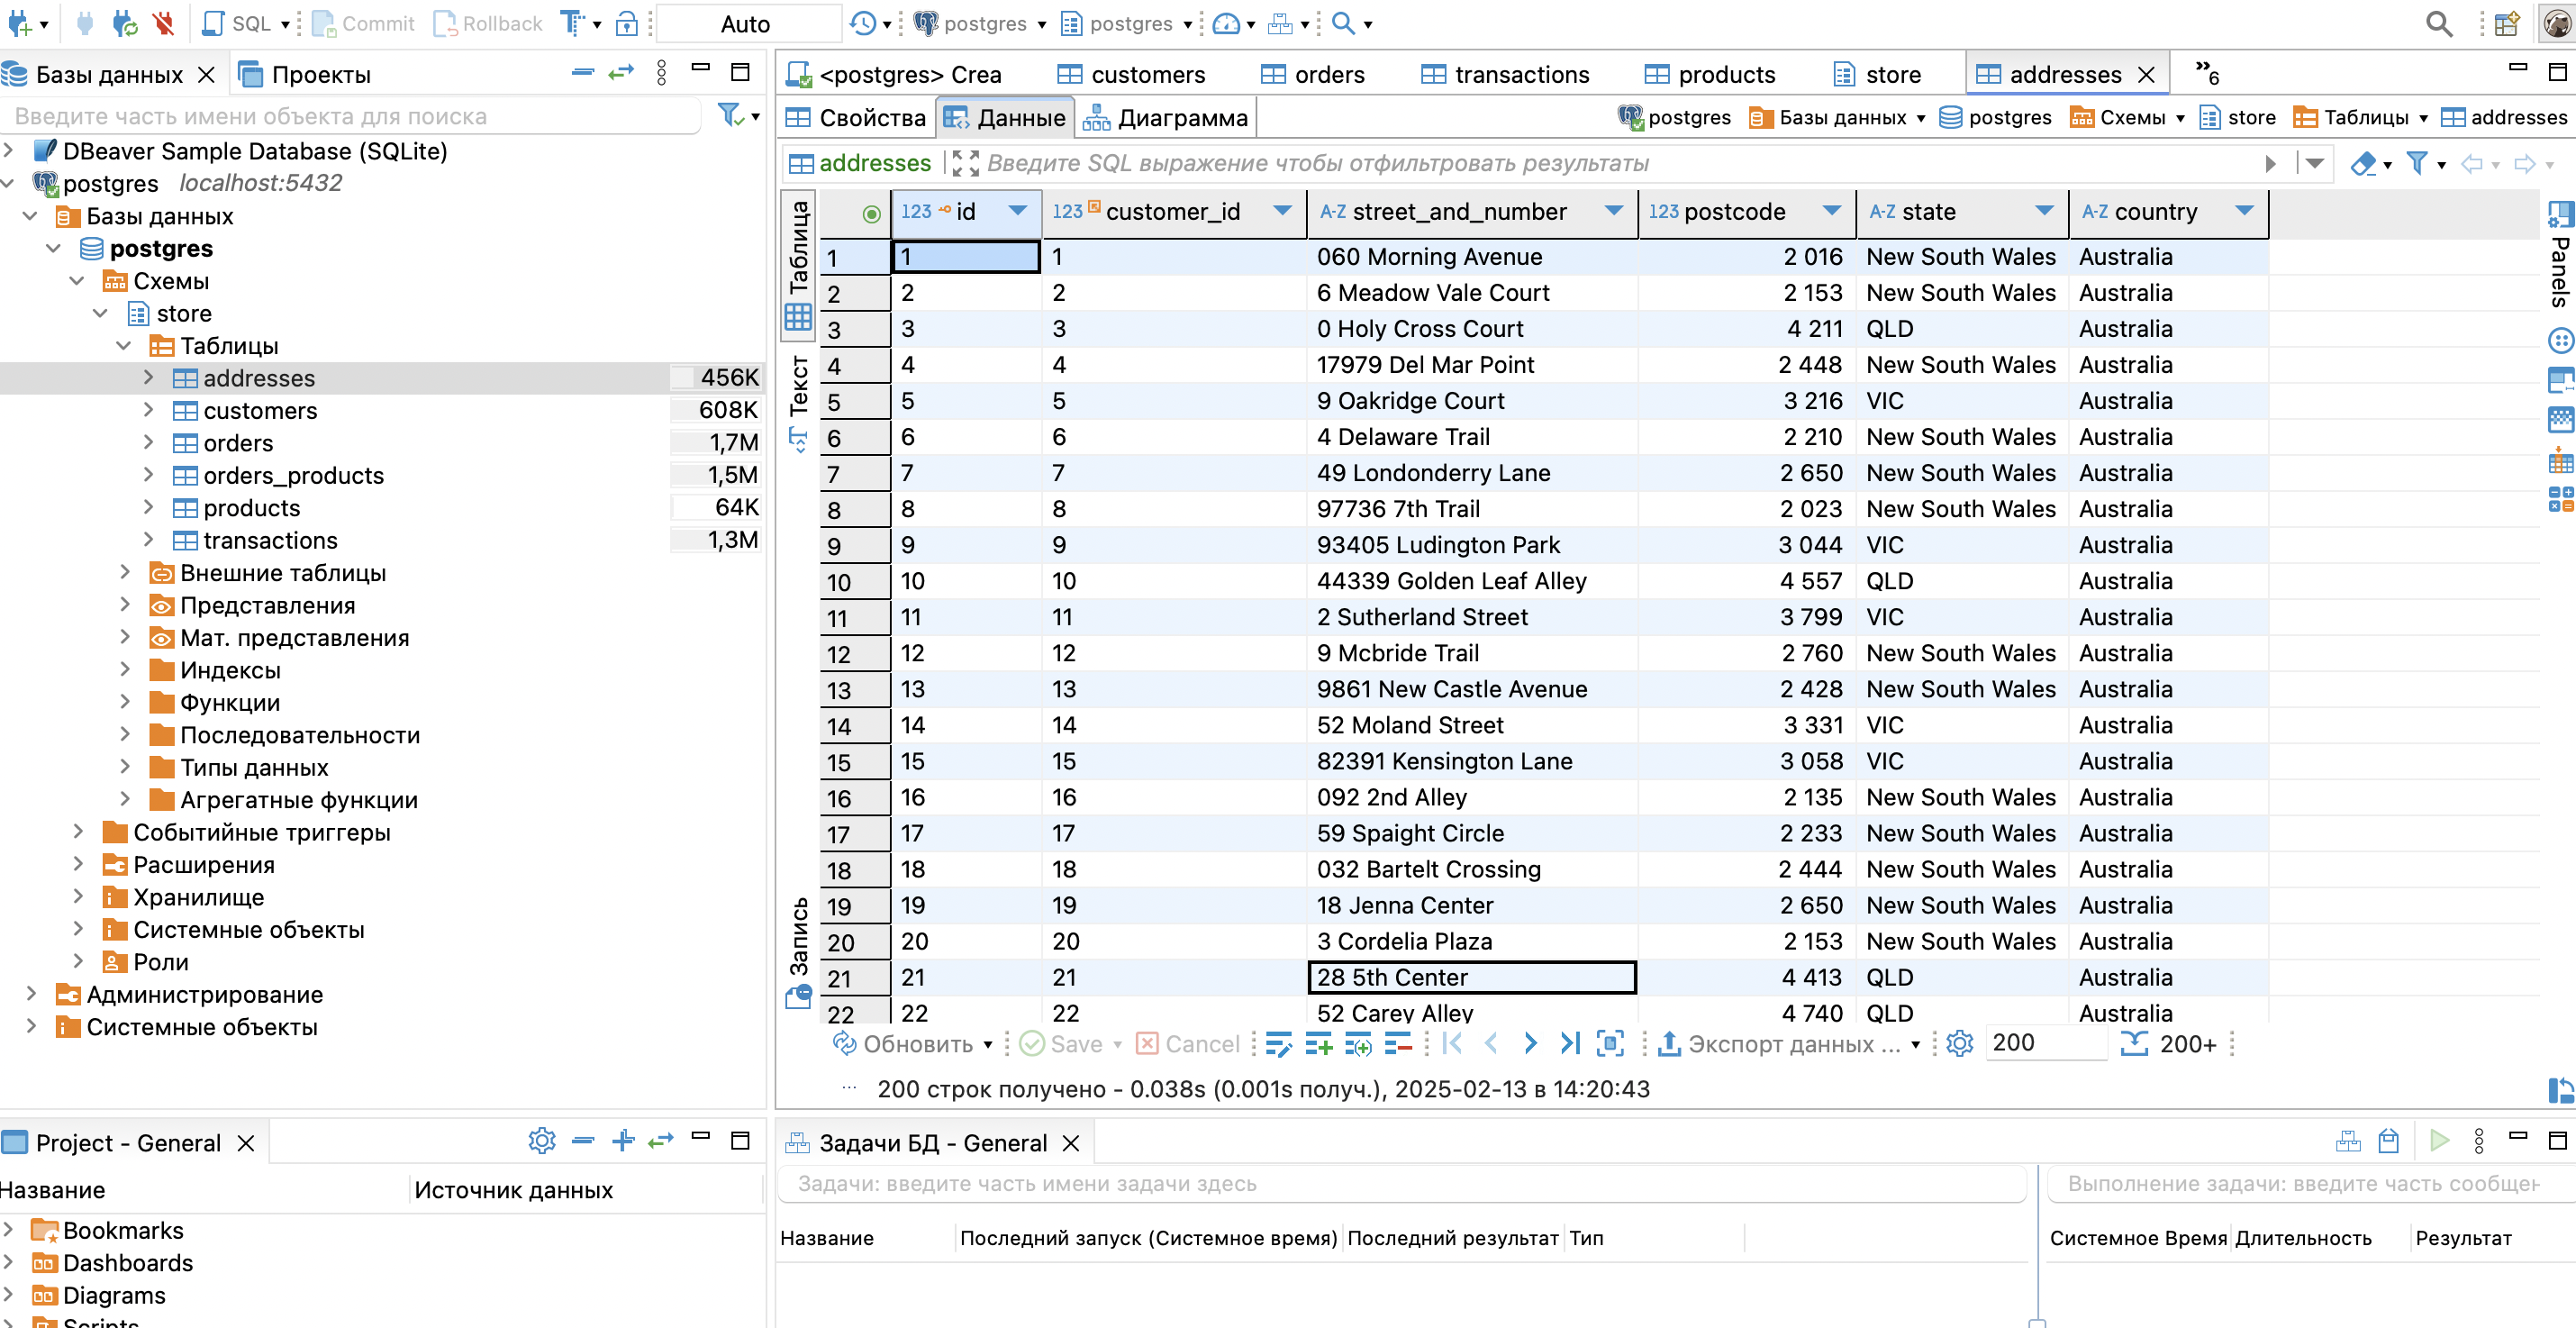 SQL Commit Rollback Auto postgres postgres
Базы данных Проекты
Введите часть имени объекта для поиска
DBeaver Sample Database (SQLite)
postgres localhost:5432
Базы данных
postgres
Схемы
store
Таблицы
addresses 456K
customers 608K
orders 1,7M
orders_products 1,5M
products 64K
transactions 1,3M
Внешние таблицы
Представления
Мат. представления
Индексы
Функции
Последовательности
Типы данных
Агрегатные функции
Событийные триггеры
Расширения
Хранилище
Системные объекты
Роли
Администрирование
Системные объекты
<postgres> Crea customers orders transactions products store addresses »6
Свойства Данные Диаграмма postgres Базы данных postgres Схемы store Таблицы addresses
addresses Введите SQL выражение чтобы отфильтровать результаты
Таблица
Текст
Запись
Panels
123 id 123 customer_id A-Z street_and_number 123 postcode A-Z state A-Z country
1 1 1 060 Morning Avenue 2 016 New South Wales Australia
2 2 2 6 Meadow Vale Court 2 153 New South Wales Australia
3 3 3 0 Holy Cross Court 4 211 QLD Australia
4 4 4 17979 Del Mar Point 2 448 New South Wales Australia
5 5 5 9 Oakridge Court 3 216 VIC Australia
6 6 6 4 Delaware Trail 2 210 New South Wales Australia
7 7 7 49 Londonderry Lane 2 650 New South Wales Australia
8 8 8 97736 7th Trail 2 023 New South Wales Australia
9 9 9 93405 Ludington Park 3 044 VIC Australia
10 10 10 44339 Golden Leaf Alley 4 557 QLD Australia
11 11 11 2 Sutherland Street 3 799 VIC Australia
12 12 12 9 Mcbride Trail 2 760 New South Wales Australia
13 13 13 9861 New Castle Avenue 2 428 New South Wales Australia
14 14 14 52 Moland Street 3 331 VIC Australia
15 15 15 82391 Kensington Lane 3 058 VIC Australia
16 16 16 092 2nd Alley 2 135 New South Wales Australia
17 17 17 59 Spaight Circle 2 233 New South Wales Australia
18 18 18 032 Bartelt Crossing 2 444 New South Wales Australia
19 19 19 18 Jenna Center 2 650 New South Wales Australia
20 20 20 3 Cordelia Plaza 2 153 New South Wales Australia
21 21 21 28 5th Center 4 413 QLD Australia
22 22 22 52 Carey Alley 4 740 QLD Australia
Обновить Save Cancel Экспорт данных ... 200 200+
... 200 строк получено - 0.038s (0.001s получ.), 2025-02-13 в 14:20:43
Project - General
Название Источник данных
Bookmarks
Dashboards
Diagrams
Scripts
Задачи БД - General
Задачи: введите часть имени задачи здесь
Выполнение задачи: введите часть сообщен
Название Последний запуск (Системное время) Последний результат Тип
Системное Время Длительность Результат